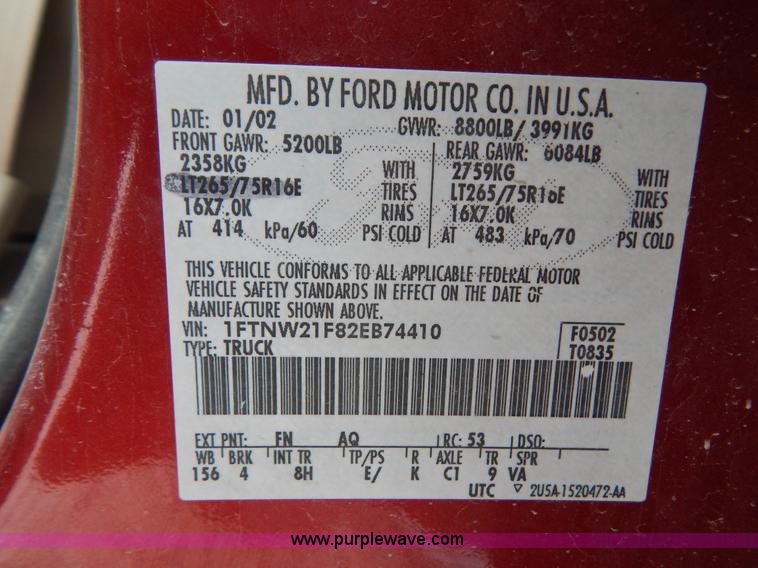 MFD. BY FORD MOTOR CO. IN U.S.A.
DATE: 01/02 GVWR: 8800LB/ 3991KG
FRONT GAWR: 5200LB REAR GAWR: 6084LB
2358KG WITH 2759KG WITH
LT265/75R16E TIRES LT265/75R16E TIRES
16X7.0K RIMS 16X7.0K RIMS
AT 414 kPa/60 PSI COLD AT 483 kPa/70 PSI COLD
THIS VEHICLE CONFORMS TO ALL APPLICABLE FEDERAL MOTOR
VEHICLE SAFETY STANDARDS IN EFFECT ON THE DATE OF
MANUFACTURE SHOWN ABOVE.
VIN: 1FTNW21F82EB74410 F0502
TYPE: TRUCK T0835
EXT PNT: FN AQ RC: 53 DSO:
WB BRK INT TR TP/PS R AXLE TR SPR
156 4 8H E/ K C1 9 VA
UTC ▽ 2U5A-1520472-AA
www.purplewave.com